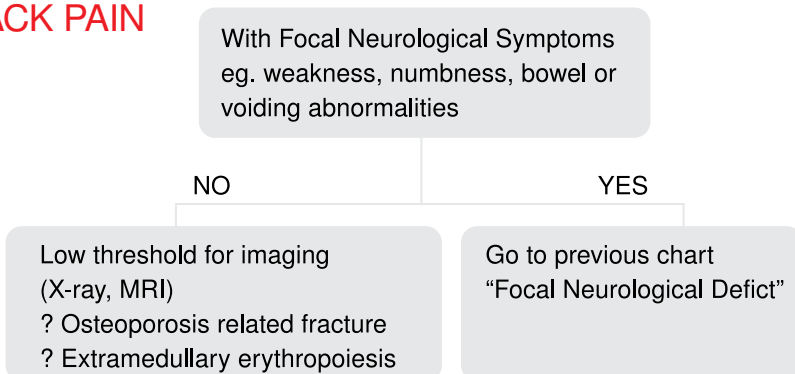 ACK PAIN
With Focal Neurological Symptoms
eg. weakness, numbness, bowel or
voiding abnormalities
NO
YES
Low threshold for imaging
(X-ray, MRI)
? Osteoporosis related fracture
? Extramedullary erythropoiesis
Go to previous chart
“Focal Neurological Defict”